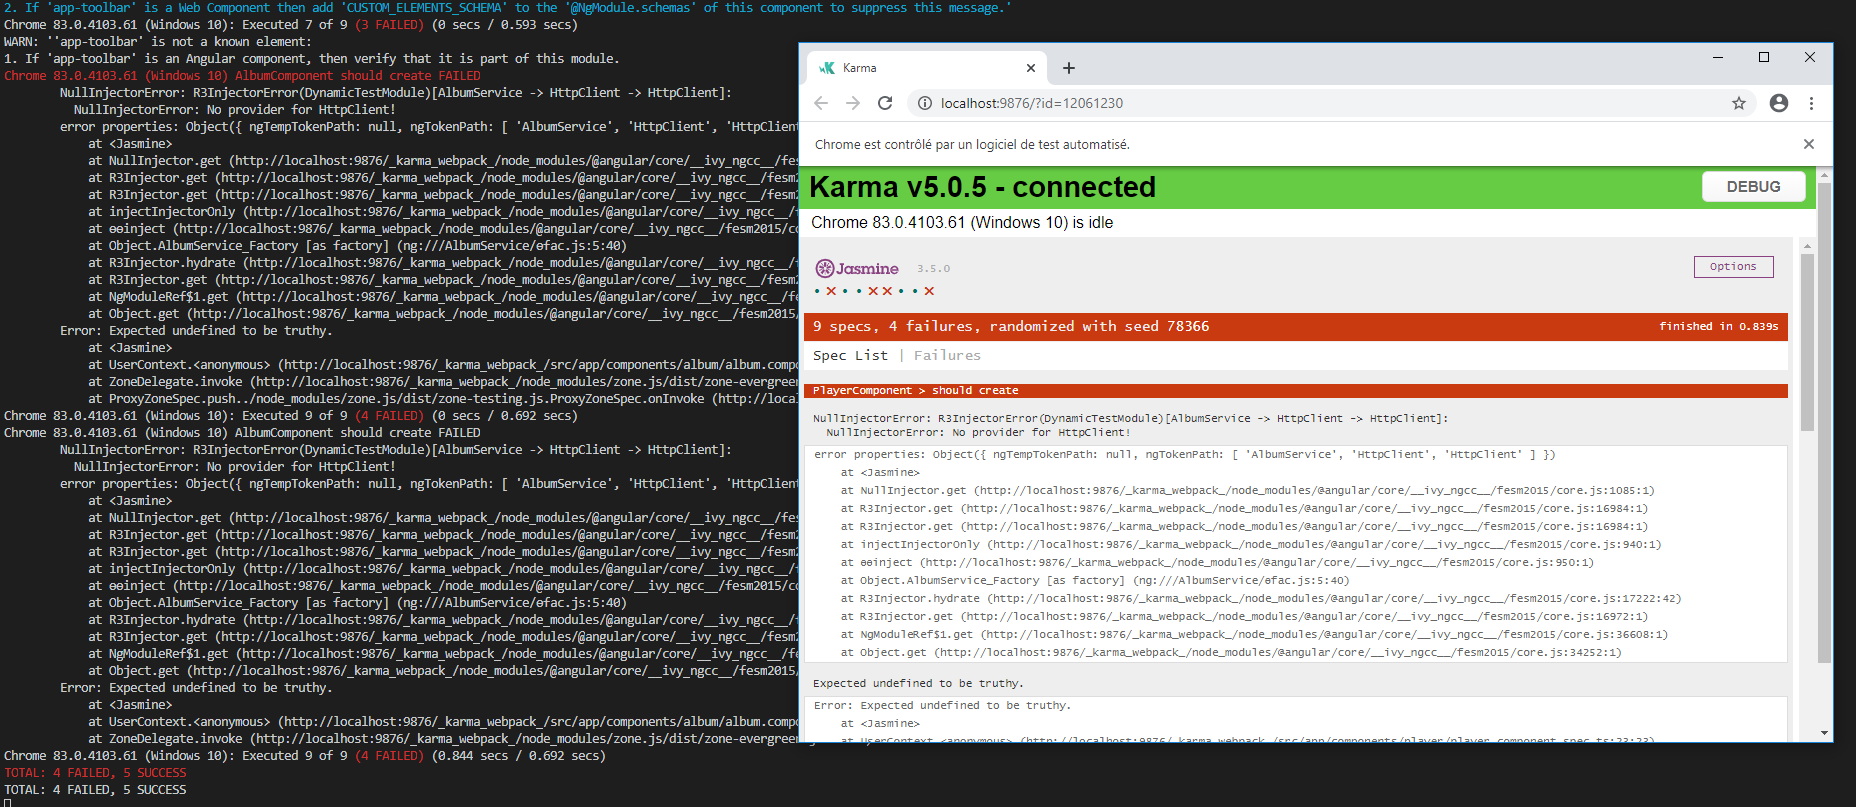 2. If 'app-toolbar' is a Web Component then add 'CUSTOM_ELEMENTS_SCHEMA' to the '@NgModule.schemas' of this component to suppress this message.'
Chrome 83.0.4103.61 (Windows 10): Executed 7 of 9 (3 FAILED) (0 secs / 0.593 secs)
WARN: ''app-toolbar' is not a known element:
1. If 'app-toolbar' is an Angular component, then verify that it is part of this module.
Chrome 83.0.4103.61 (Windows 10) AlbumComponent should create FAILED
NullInjectorError: R3InjectorError(DynamicTestModule)[AlbumService -> HttpClient -> HttpClient]:
NullInjectorError: No provider for HttpClient!
error properties: Object({ ngTempTokenPath: null, ngTokenPath: [ 'AlbumService', 'HttpClient', 'HttpClient
at <Jasmine>
at NullInjector.get (http://localhost:9876/_karma_webpack_/node_modules/@angular/core/__ivy_ngcc__/fes
at R3Injector.get (http://localhost:9876/_karma_webpack_/node_modules/@angular/core/__ivy_ngcc__/fesm2
at R3Injector.get (http://localhost:9876/_karma_webpack_/node_modules/@angular/core/__ivy_ngcc__/fesm2
at injectInjectorOnly (http://localhost:9876/_karma_webpack_/node_modules/@angular/core/__ivy_ngcc__/f
at ɵɵinject (http://localhost:9876/_karma_webpack_/node_modules/@angular/core/__ivy_ngcc__/fesm2015/co
at Object.AlbumService_Factory [as factory] (ng:///AlbumService/ɵfac.js:5:40)
at R3Injector.hydrate (http://localhost:9876/_karma_webpack_/node_modules/@angular/core/__ivy_ngcc__/f
at R3Injector.get (http://localhost:9876/_karma_webpack_/node_modules/@angular/core/__ivy_ngcc__/fesm2
at NgModuleRef$1.get (http://localhost:9876/_karma_webpack_/node_modules/@angular/core/__ivy_ngcc__/fe
at Object.get (http://localhost:9876/_karma_webpack_/node_modules/@angular/core/__ivy_ngcc__/fesm2015/
Error: Expected undefined to be truthy.
at <Jasmine>
at UserContext.<anonymous> (http://localhost:9876/_karma_webpack_/src/app/components/album/album.compo
at ZoneDelegate.invoke (http://localhost:9876/_karma_webpack_/node_modules/zone.js/dist/zone-evergreen
at ProxyZoneSpec.push../node_modules/zone.js/dist/zone-testing.js.ProxyZoneSpec.onInvoke (http://local
Chrome 83.0.4103.61 (Windows 10): Executed 9 of 9 (4 FAILED) (0 secs / 0.692 secs)
Chrome 83.0.4103.61 (Windows 10) AlbumComponent should create FAILED
NullInjectorError: R3InjectorError(DynamicTestModule)[AlbumService -> HttpClient -> HttpClient]:
NullInjectorError: No provider for HttpClient!
error properties: Object({ ngTempTokenPath: null, ngTokenPath: [ 'AlbumService', 'HttpClient', 'HttpClient
at <Jasmine>
at NullInjector.get (http://localhost:9876/_karma_webpack_/node_modules/@angular/core/__ivy_ngcc__/fes
at R3Injector.get (http://localhost:9876/_karma_webpack_/node_modules/@angular/core/__ivy_ngcc__/fesm2
at R3Injector.get (http://localhost:9876/_karma_webpack_/node_modules/@angular/core/__ivy_ngcc__/fesm2
at injectInjectorOnly (http://localhost:9876/_karma_webpack_/node_modules/@angular/core/__ivy_ngcc__/f
at ɵɵinject (http://localhost:9876/_karma_webpack_/node_modules/@angular/core/__ivy_ngcc__/fesm2015/co
at Object.AlbumService_Factory [as factory] (ng:///AlbumService/ɵfac.js:5:40)
at R3Injector.hydrate (http://localhost:9876/_karma_webpack_/node_modules/@angular/core/__ivy_ngcc__/f
at R3Injector.get (http://localhost:9876/_karma_webpack_/node_modules/@angular/core/__ivy_ngcc__/fesm2
at NgModuleRef$1.get (http://localhost:9876/_karma_webpack_/node_modules/@angular/core/__ivy_ngcc__/fe
at Object.get (http://localhost:9876/_karma_webpack_/node_modules/@angular/core/__ivy_ngcc__/fesm2015/
Error: Expected undefined to be truthy.
at <Jasmine>
at UserContext.<anonymous> (http://localhost:9876/_karma_webpack_/src/app/components/album/album.compo
at ZoneDelegate.invoke (http://localhost:9876/_karma_webpack_/node_modules/zone.js/dist/zone-evergreen
Chrome 83.0.4103.61 (Windows 10): Executed 9 of 9 (4 FAILED) (0.844 secs / 0.692 secs)
TOTAL: 4 FAILED, 5 SUCCESS
TOTAL: 4 FAILED, 5 SUCCESS
Karma
localhost:9876/?id=12061230
Chrome est contrôlé par un logiciel de test automatisé.
Karma v5.0.5 - connected
DEBUG
Chrome 83.0.4103.61 (Windows 10) is idle
Jasmine 3.5.0
Options
9 specs, 4 failures, randomized with seed 78366
finished in 0.839s
Spec List | Failures
PlayerComponent > should create
NullInjectorError: R3InjectorError(DynamicTestModule)[AlbumService -> HttpClient -> HttpClient]:
NullInjectorError: No provider for HttpClient!
error properties: Object({ ngTempTokenPath: null, ngTokenPath: [ 'AlbumService', 'HttpClient', 'HttpClient' ] })
at <Jasmine>
at NullInjector.get (http://localhost:9876/_karma_webpack_/node_modules/@angular/core/__ivy_ngcc__/fesm2015/core.js:1085:1)
at R3Injector.get (http://localhost:9876/_karma_webpack_/node_modules/@angular/core/__ivy_ngcc__/fesm2015/core.js:16984:1)
at R3Injector.get (http://localhost:9876/_karma_webpack_/node_modules/@angular/core/__ivy_ngcc__/fesm2015/core.js:16984:1)
at injectInjectorOnly (http://localhost:9876/_karma_webpack_/node_modules/@angular/core/__ivy_ngcc__/fesm2015/core.js:940:1)
at ɵɵinject (http://localhost:9876/_karma_webpack_/node_modules/@angular/core/__ivy_ngcc__/fesm2015/core.js:950:1)
at Object.AlbumService_Factory [as factory] (ng:///AlbumService/ɵfac.js:5:40)
at R3Injector.hydrate (http://localhost:9876/_karma_webpack_/node_modules/@angular/core/__ivy_ngcc__/fesm2015/core.js:17222:42)
at R3Injector.get (http://localhost:9876/_karma_webpack_/node_modules/@angular/core/__ivy_ngcc__/fesm2015/core.js:16972:1)
at NgModuleRef$1.get (http://localhost:9876/_karma_webpack_/node_modules/@angular/core/__ivy_ngcc__/fesm2015/core.js:36608:1)
at Object.get (http://localhost:9876/_karma_webpack_/node_modules/@angular/core/__ivy_ngcc__/fesm2015/core.js:34252:1)
Expected undefined to be truthy.
Error: Expected undefined to be truthy.
at <Jasmine>
at UserContext.<anonymous> (http://localhost:9876/_karma_webpack_/src/app/components/player/player.component.spec.ts:23:23)